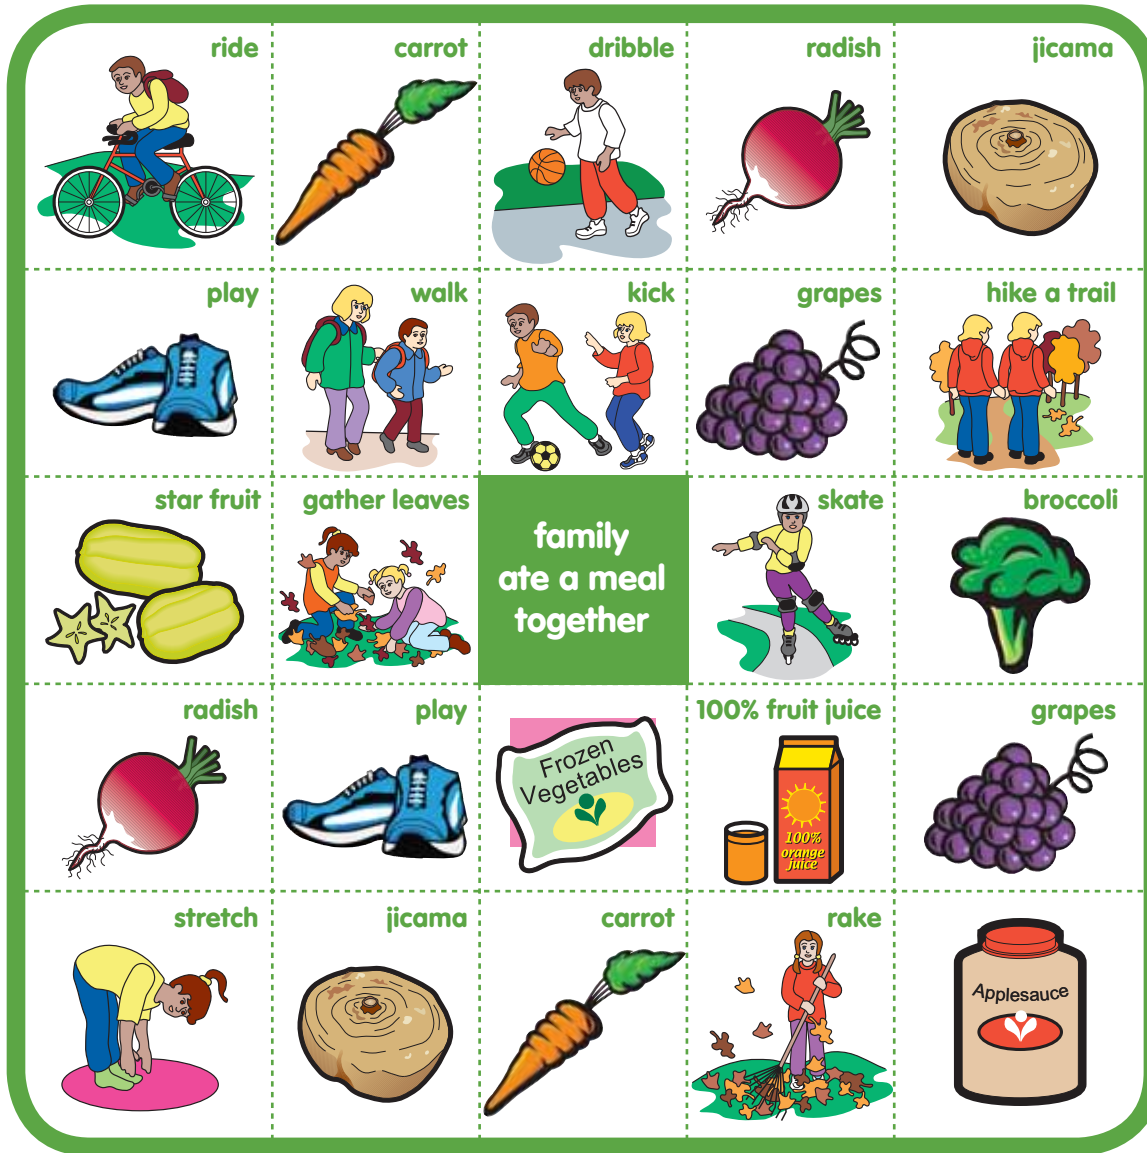 ride
carrot
dribble
radish
jicama
play
walk
kick
grapes
hike a trail
star fruit
gather leaves
family
ate a meal
together
skate
broccoli
radish
play
Frozen
Vegetables
100% fruit juice
100%
orange
juice
grapes
stretch
jicama
carrot
rake
Applesauce